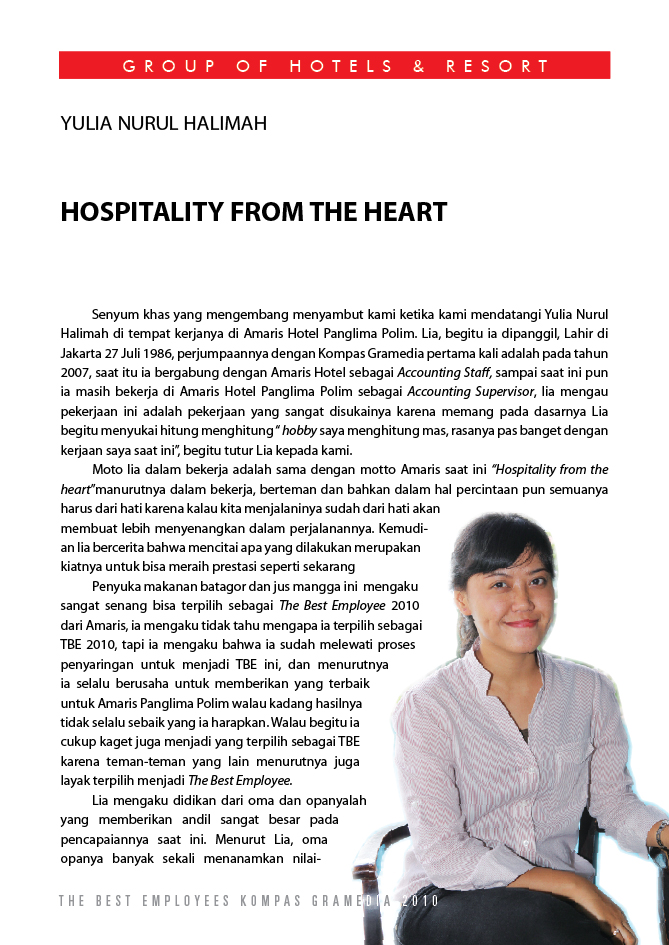 GROUP OF HOTELS & RESORT
YULIA NURUL HALIMAH
HOSPITALITY FROM THE HEART
Senyum khas yang mengembang menyambut kami ketika kami mendatangi Yulia Nurul
Halimah di tempat kerjanya di Amaris Hotel Panglima Polim. Lia, begitu ia dipanggil, Lahir di
Jakarta 27 Juli 1986, perjumpaannya dengan Kompas Gramedia pertama kali adalah pada tahun
2007, saat itu ia bergabung dengan Amaris Hotel sebagai Accounting Staff, sampai saat ini pun
ia masih bekerja di Amaris Hotel Panglima Polim sebagai Accounting Supervisor, lia mengau
pekerjaan ini adalah pekerjaan yang sangat disukainya karena memang pada dasarnya Lia
begitu menyukai hitung menghitung “ hobby saya menghitung mas, rasanya pas banget dengan
kerjaan saya saat ini”, begitu tutur Lia kepada kami.
Moto lia dalam bekerja adalah sama dengan motto Amaris saat ini “Hospitality from the
heart”manurutnya dalam bekerja, berteman dan bahkan dalam hal percintaan pun semuanya
harus dari hati karena kalau kita menjalaninya sudah dari hati akan
membuat lebih menyenangkan dalam perjalanannya. Kemudi-
an lia bercerita bahwa mencitai apa yang dilakukan merupakan
kiatnya untuk bisa meraih prestasi seperti sekarang
Penyuka makanan batagor dan jus mangga ini mengaku
sangat senang bisa terpilih sebagai The Best Employee 2010
dari Amaris, ia mengaku tidak tahu mengapa ia terpilih sebagai
TBE 2010, tapi ia mengaku bahwa ia sudah melewati proses
penyaringan untuk menjadi TBE ini, dan menurutnya
ia selalu berusaha untuk memberikan yang terbaik
untuk Amaris Panglima Polim walau kadang hasilnya
tidak selalu sebaik yang ia harapkan. Walau begitu ia
cukup kaget juga menjadi yang terpilih sebagai TBE
karena teman-teman yang lain menurutnya juga
layak terpilih menjadi The Best Employee.
Lia mengaku didikan dari oma dan opanyalah
yang memberikan andil sangat besar pada
pencapaiannya saat ini. Menurut Lia, oma
opanya banyak sekali menanamkan nilai-
THE BEST EMPLOYEES KOMPAS GRAMEDIA 2010